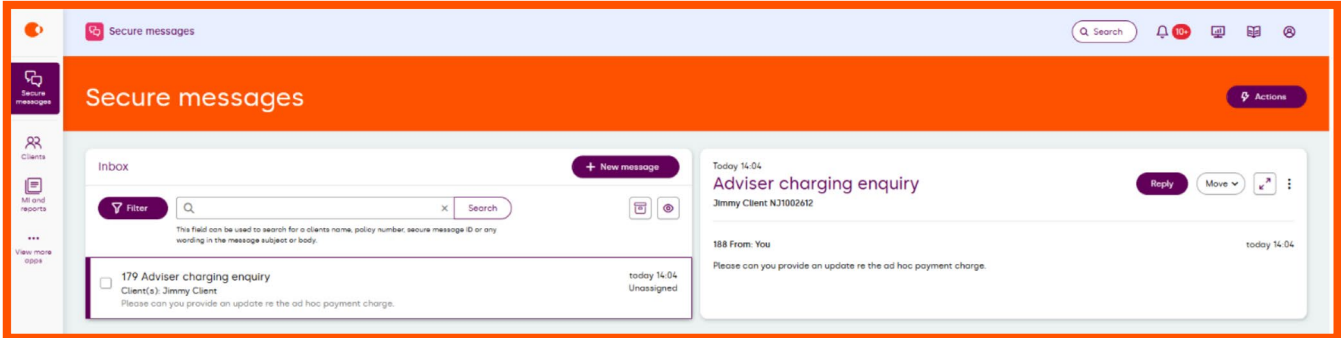 Secure messages
Search
10+
Secure
messages
Secure messages
Actions
Clients
MI and
reports
View more
apps
Inbox
+ New message
Filter
Search
This field can be used to search for a clients name, policy number, secure message ID or any
wording in the message subject or body.
179 Adviser charging enquiry
today 14:04
Client(s): Jimmy Client
Unassigned
Please can you provide an update re the ad hoc payment charge.
Today 14:04
Adviser charging enquiry
Reply
Move
Jimmy Client NJ1002612
188 From: You
today 14:04
Please can you provide an update re the ad hoc payment charge.